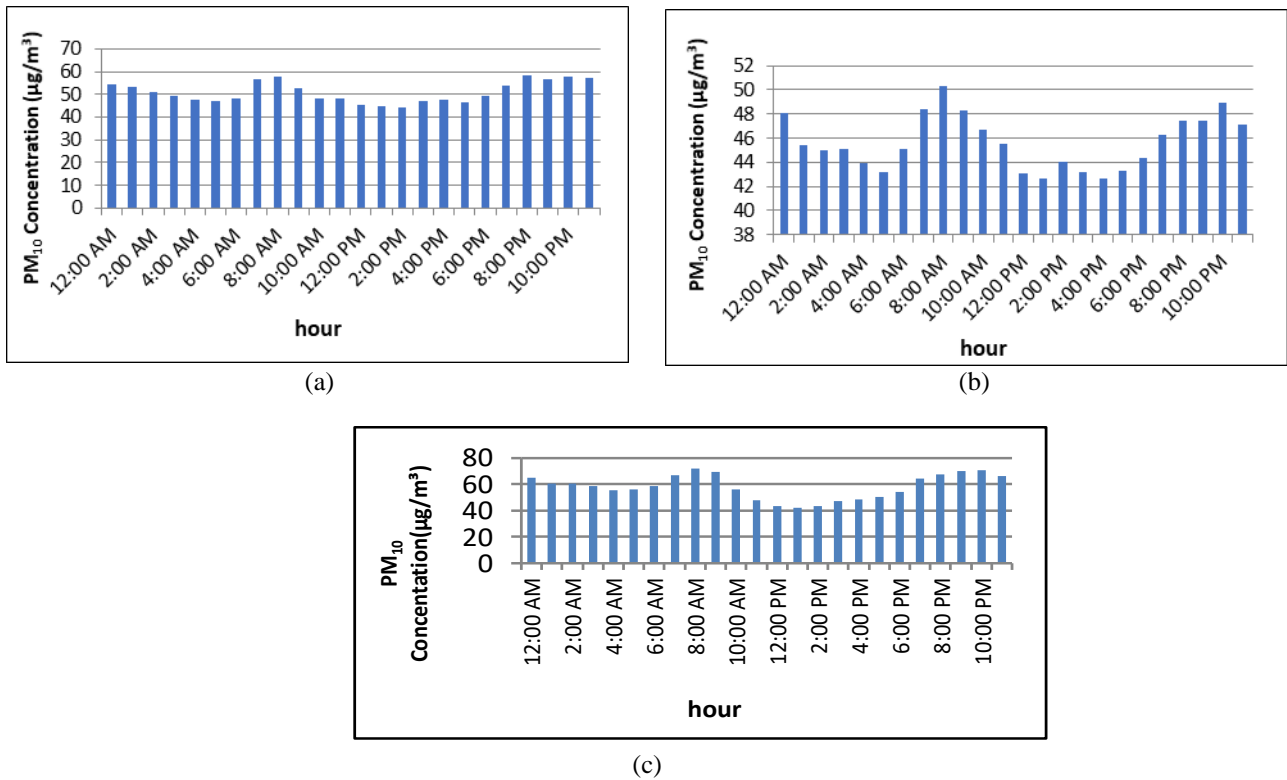 PM₁₀ Concentration (µg/m³)
70
60
50
40
30
20
10
0
12:00 AM
2:00 AM
4:00 AM
6:00 AM
8:00 AM
10:00 AM
12:00 PM
2:00 PM
4:00 PM
6:00 PM
8:00 PM
10:00 PM
hour
(a)
PM₁₀ Concentration (µg/m³)
52
50
48
46
44
42
40
38
12:00 AM
2:00 AM
4:00 AM
6:00 AM
8:00 AM
10:00 AM
12:00 PM
2:00 PM
4:00 PM
6:00 PM
8:00 PM
10:00 PM
hour
(b)
PM₁₀
Concentation(µg/m³)
80
60
40
20
0
12:00 AM
2:00 AM
4:00 AM
6:00 AM
8:00 AM
10:00 AM
12:00 PM
2:00 PM
4:00 PM
6:00 PM
8:00 PM
10:00 PM
hour
(c)